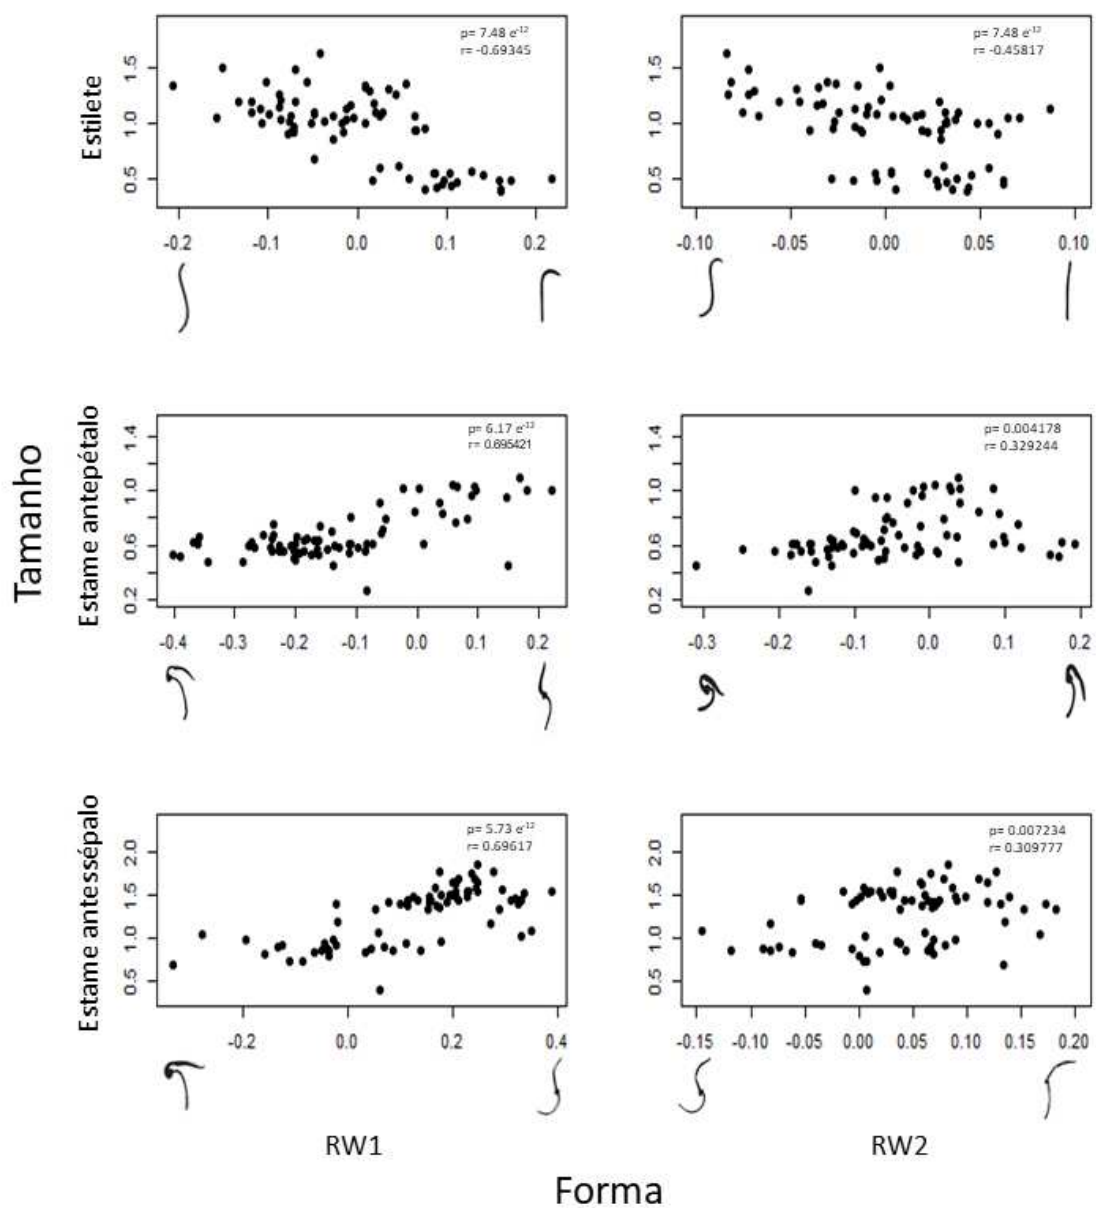 p= 7.48 e-12
r= -0.69345
Estilete
0.5 1.0 1.5
-0.2 -0.1 0.0 0.1 0.2
p= 7.48 e-12
r= -0.45817
0.5 1.0 1.5
-0.10 -0.05 0.00 0.05 0.10
Tamanho
p= 6.17 e-12
r= 0.695421
Estame antepétalo
0.2 0.6 1.0 1.4
-0.4 -0.3 -0.2 -0.1 0.0 0.1 0.2
p= 0.004178
r= 0.329244
0.2 0.6 1.0 1.4
-0.3 -0.1 0.0 0.1 0.2
p= 5.73 e-12
r= 0.69617
Estame antessépalo
0.5 1.0 1.5 2.0
-0.2 0.0 0.2 0.4
p= 0.007234
r= 0.309777
0.5 1.0 1.5 2.0
-0.15 -0.10 -0.05 0.00 0.05 0.10 0.15 0.20
RW1
RW2
Forma